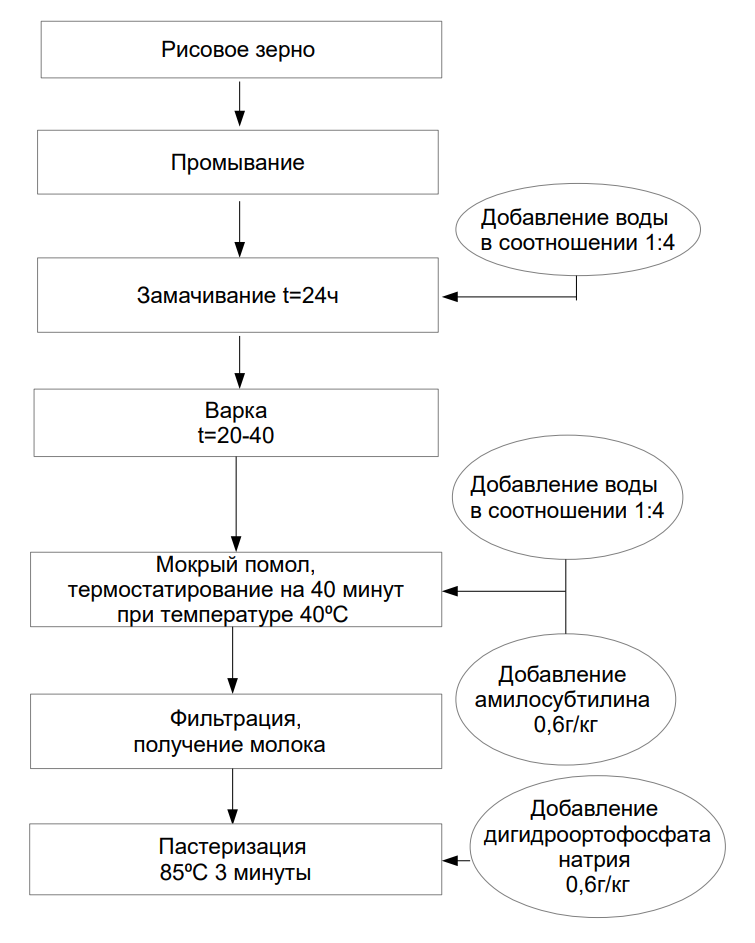 Рисовое зерно
Промывание
Добавление воды
в соотношении 1:4
Замачивание t=24ч
Варка
t=20-40
Добавление воды
в соотношении 1:4
Мокрый помол,
термостатирование на 40 минут
при температуре 40⁰С
Добавление
амилосубтилина
0,6г/кг
Фильтрация,
получение молока
Добавление
дигидроортофосфата
натрия
0,6г/кг
Пастеризация
85⁰С 3 минуты